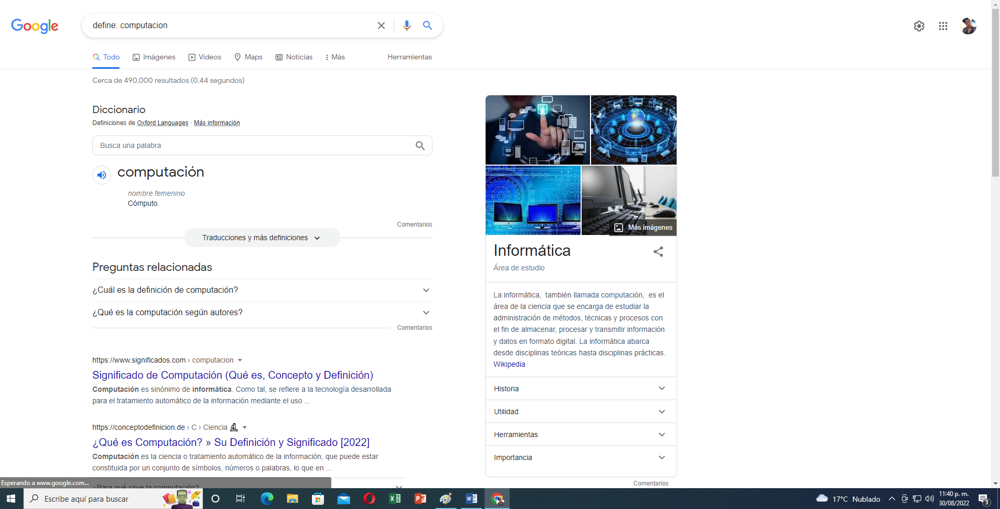 Google
define: computacion
Todo
Imágenes
Vídeos
Maps
Noticias
Más
Herramientas
Cerca de 490,000 resultados (0.44 segundos)
Diccionario
Definiciones de Oxford Languages · Más información
Busca una palabra
computación
nombre femenino
Cómputo.
Comentarios
Traducciones y más definiciones
Preguntas relacionadas
¿Cuál es la definición de computación?
¿Qué es la computación según autores?
Comentarios
https://www.significados.com › computacion
Significado de Computación (Qué es, Concepto y Definición)
Computación es sinónimo de informática. Como tal, se refiere a la tecnología desarrollada
para el tratamiento automático de la información mediante el uso ...
https://conceptodefinicion.de › C › Ciencia
¿Qué es Computación? » Su Definición y Significado [2022]
Computación es la ciencia o tratamiento automático de la información, que puede estar
constituida por un conjunto de símbolos, números o palabras, lo que en ...
¿Para qué sirve la computación?
Más imágenes
Informática
Área de estudio
La informática, también llamada computación, es el
área de la ciencia que se encarga de estudiar la
administración de métodos, técnicas y procesos con
el fin de almacenar, procesar y transmitir información
y datos en formato digital. La informática abarca
desde disciplinas teóricas hasta disciplinas prácticas.
Wikipedia
Historia
Utilidad
Herramientas
Importancia
Comentarios
Esperando a www.google.com...
Escribe aquí para buscar
17°C Nublado
11:40 p. m.
30/08/2022
3